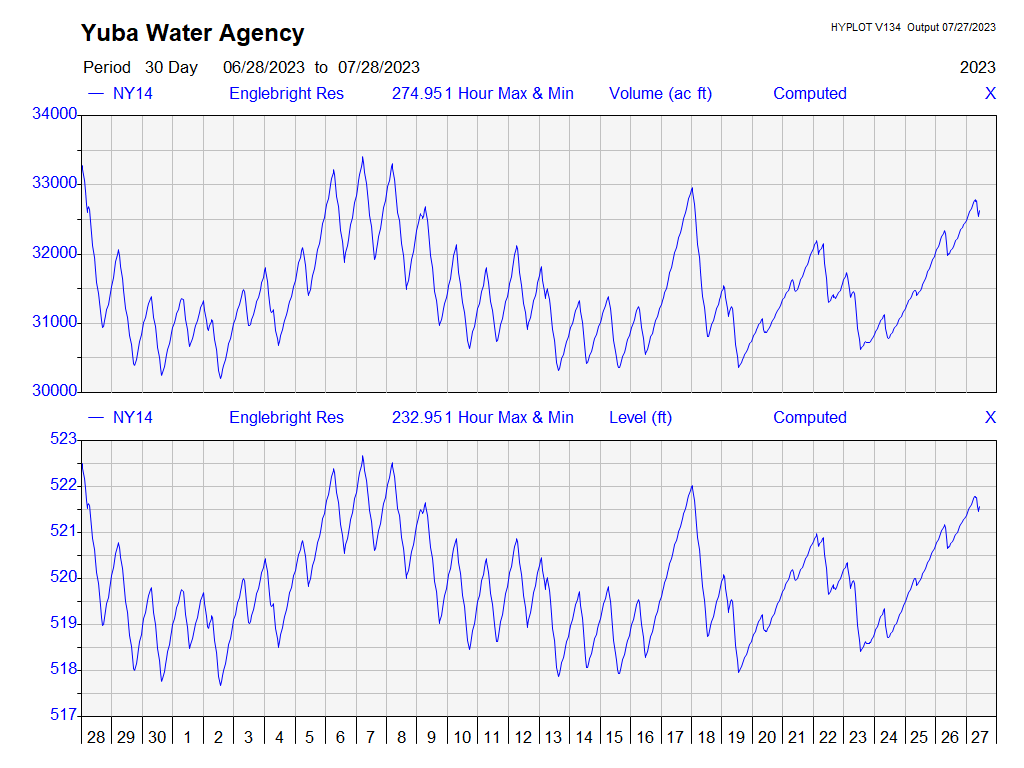 Yuba Water Agency
HYPLOT V134 Output 07/27/2023
Period 30 Day 06/28/2023 to 07/28/2023 2023
NY14 Englebright Res 274.951 Hour Max & Min Volume (ac ft) Computed X
34000
33000
32000
31000
30000
NY14 Englebright Res 232.951 Hour Max & Min Level (ft) Computed X
523
522
521
520
519
518
517
28 29 30 1 2 3 4 5 6 7 8 9 10 11 12 13 14 15 16 17 18 19 20 21 22 23 24 25 26 27